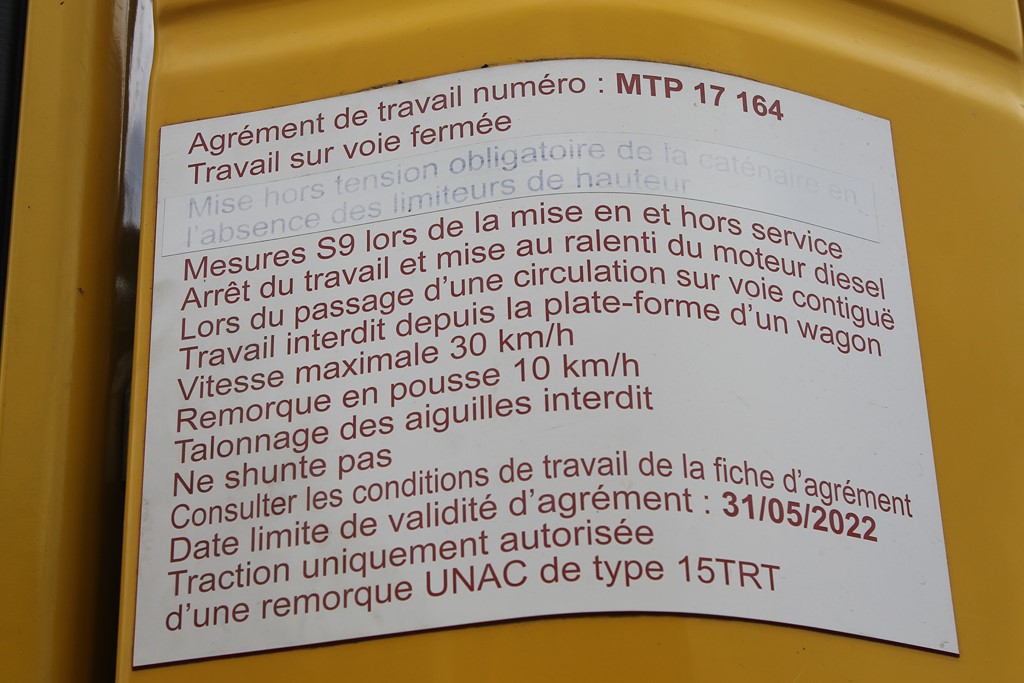 Agrément de travail numéro : MTP 17 164
Travail sur voie fermée
Mise hors tension obligatoire de la caténaire en
l'absence des limiteurs de hauteur
Mesures S9 lors de la mise en et hors service
Arrêt du travail et mise au ralenti du moteur diesel
Lors du passage d'une circulation sur voie contiguë
Travail interdit depuis la plate-forme d'un wagon
Vitesse maximale 30 km/h
Remorque en pousse 10 km/h
Talonnage des aiguilles interdit
Ne shunte pas
Consulter les conditions de travail de la fiche d'agrément
Date limite de validité d'agrément : 31/05/2022
Traction uniquement autorisée
d'une remorque UNAC de type 15TRT